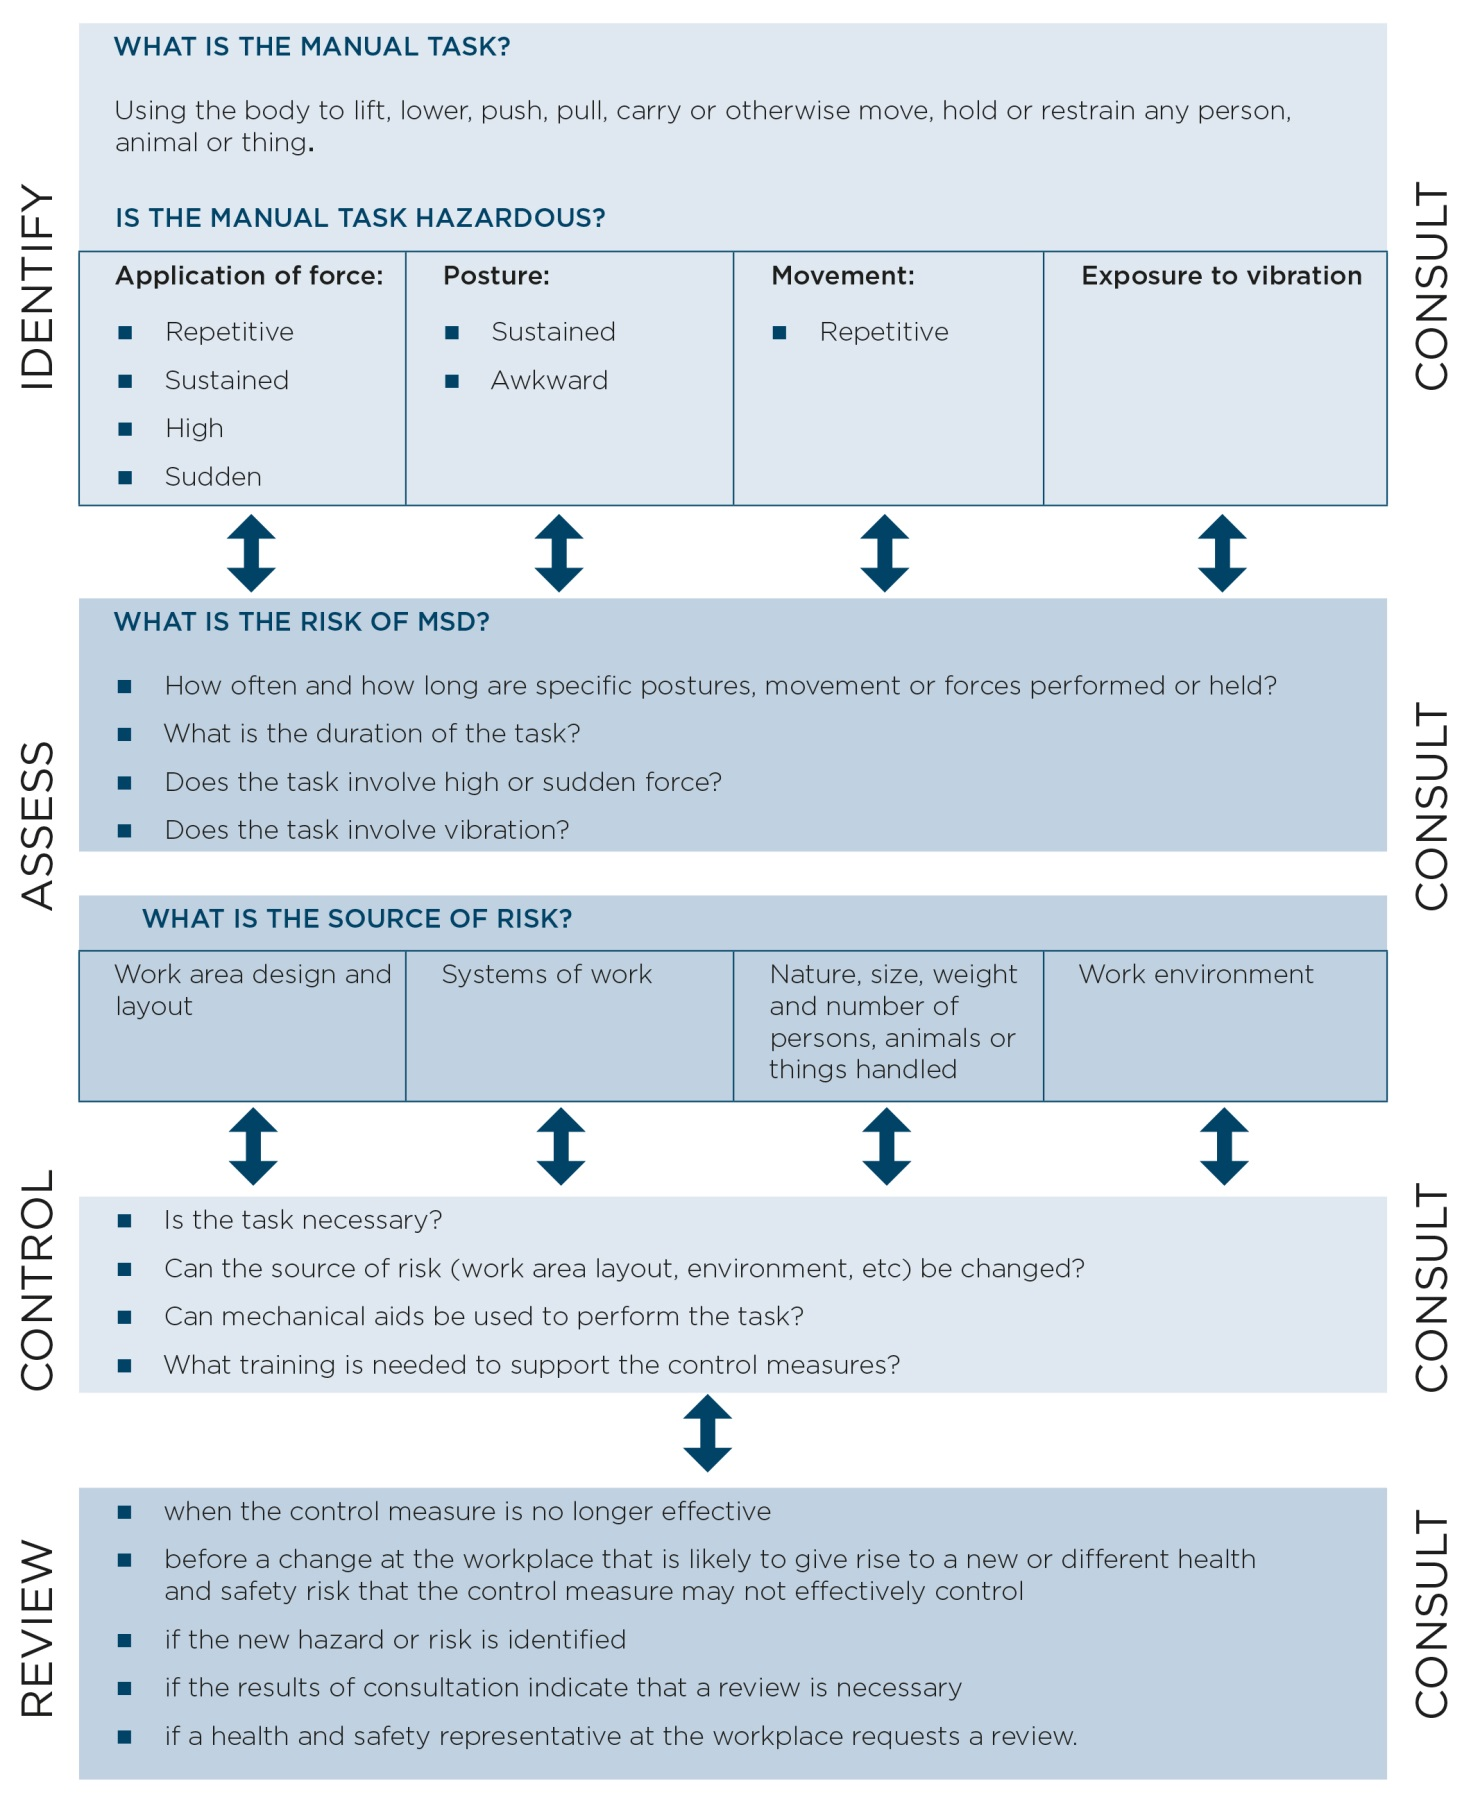 WHAT IS THE MANUAL TASK?
Using the body to lift, lower, push, pull, carry or otherwise move, hold or restrain any person,
animal or thing.
IDENTIFY
CONSULT
IS THE MANUAL TASK HAZARDOUS?
Application of force:
Repetitive
Sustained
High
Sudden
Posture:
Sustained
Awkward
Movement:
Repetitive
Exposure to vibration
WHAT IS THE RISK OF MSD?
How often and how long are specific postures, movement or forces performed or held?
What is the duration of the task?
Does the task involve high or sudden force?
Does the task involve vibration?
ASSESS
CONSULT
WHAT IS THE SOURCE OF RISK?
Work area design and
layout
Systems of work
Nature, size, weight
and number of
persons, animals or
things handled
Work environment
CONTROL
CONSULT
Is the task necessary?
Can the source of risk (work area layout, environment, etc) be changed?
Can mechanical aids be used to perform the task?
What training is needed to support the control measures?
REVIEW
CONSULT
when the control measure is no longer effective
before a change at the workplace that is likely to give rise to a new or different health
and safety risk that the control measure may not effectively control
if the new hazard or risk is identified
if the results of consultation indicate that a review is necessary
if a health and safety representative at the workplace requests a review.